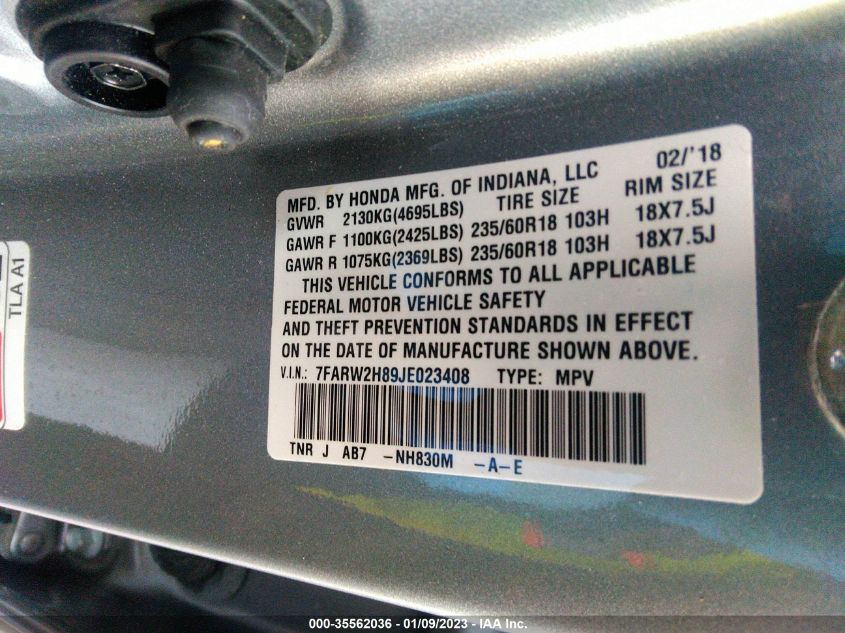 MFD. BY HONDA MFG. OF INDIANA, LLC 02/'18
GVWR 2130KG(4695LBS) TIRE SIZE RIM SIZE
GAWR F 1100KG(2425LBS) 235/60R18 103H 18X7.5J
GAWR R 1075KG(2369LBS) 235/60R18 103H 18X7.5J
THIS VEHICLE CONFORMS TO ALL APPLICABLE
FEDERAL MOTOR VEHICLE SAFETY
AND THEFT PREVENTION STANDARDS IN EFFECT
ON THE DATE OF MANUFACTURE SHOWN ABOVE.
V.I.N.: 7FARW2H89JE023408 TYPE: MPV
TNR J AB7 -NH830M -A-E
TLA A1
000-35562036 - 01/09/2023 - IAA Inc.